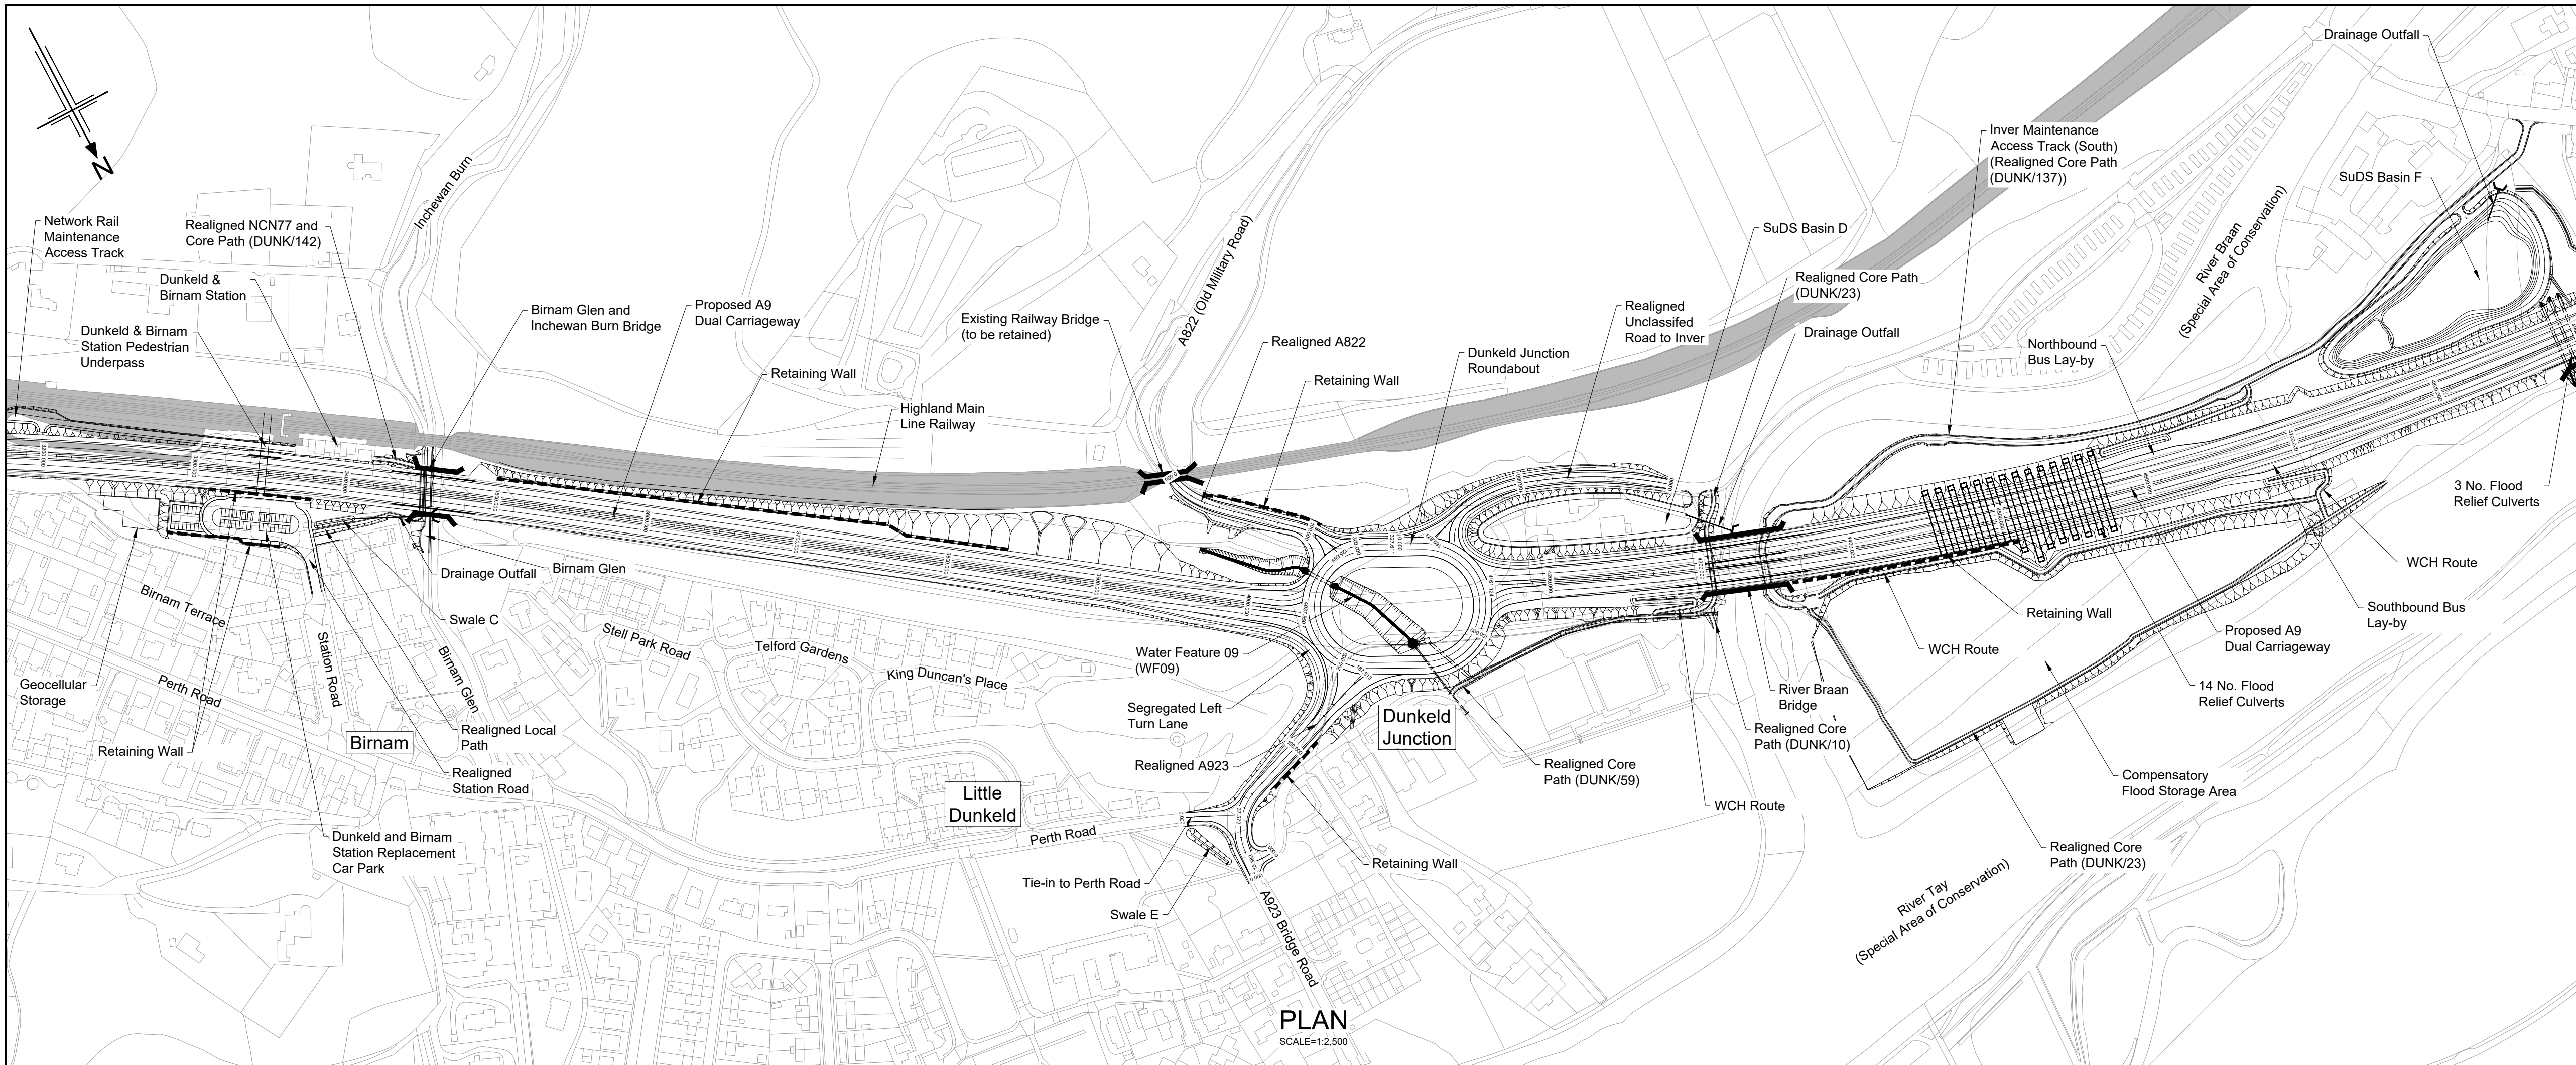 N
Network Rail
Maintenance
Access Track
Realigned NCN77 and
Core Path (DUNK/142)
Inchewan Burn
Dunkeld &
Birnam Station
Dunkeld & Birnam
Station Pedestrian
Underpass
Birnam Glen and
Inchewan Burn Bridge
Proposed A9
Dual Carriageway
Retaining Wall
Highland Main
Line Railway
Existing Railway Bridge
(to be retained)
A822 (Old Military Road)
Realigned A822
Retaining Wall
Dunkeld Junction
Roundabout
Realigned
Unclassifed
Road to Inver
SuDS Basin D
Realigned Core Path
(DUNK/23)
Drainage Outfall
Inver Maintenance
Access Track (South)
(Realigned Core Path
(DUNK/137))
River Braan
(Special Area of Conservation)
Northbound
Bus Lay-by
Drainage Outfall
SuDS Basin F
3 No. Flood
Relief Culverts
WCH Route
Southbound Bus
Lay-by
Proposed A9
Dual Carriageway
14 No. Flood
Relief Culverts
Retaining Wall
WCH Route
Compensatory
Flood Storage Area
Realigned Core
Path (DUNK/23)
River Tay
(Special Area of Conservation)
River Braan
Bridge
Realigned Core
Path (DUNK/10)
WCH Route
Realigned Core
Path (DUNK/59)
Dunkeld
Junction
Water Feature 09
(WF09)
Segregated Left
Turn Lane
Realigned A923
Retaining Wall
Tie-in to Perth Road
Swale E
A923 Bridge Road
Perth Road
Little
Dunkeld
King Duncan's Place
Telford Gardens
Stell Park Road
Birnam Glen
Drainage Outfall
Swale C
Birnam Glen
Realigned Local
Path
Realigned
Station Road
Birnam
Station Road
Birnam Terrace
Perth Road
Geocellular
Storage
Retaining Wall
Dunkeld and Birnam
Station Replacement
Car Park
PLAN
SCALE=1:2,500